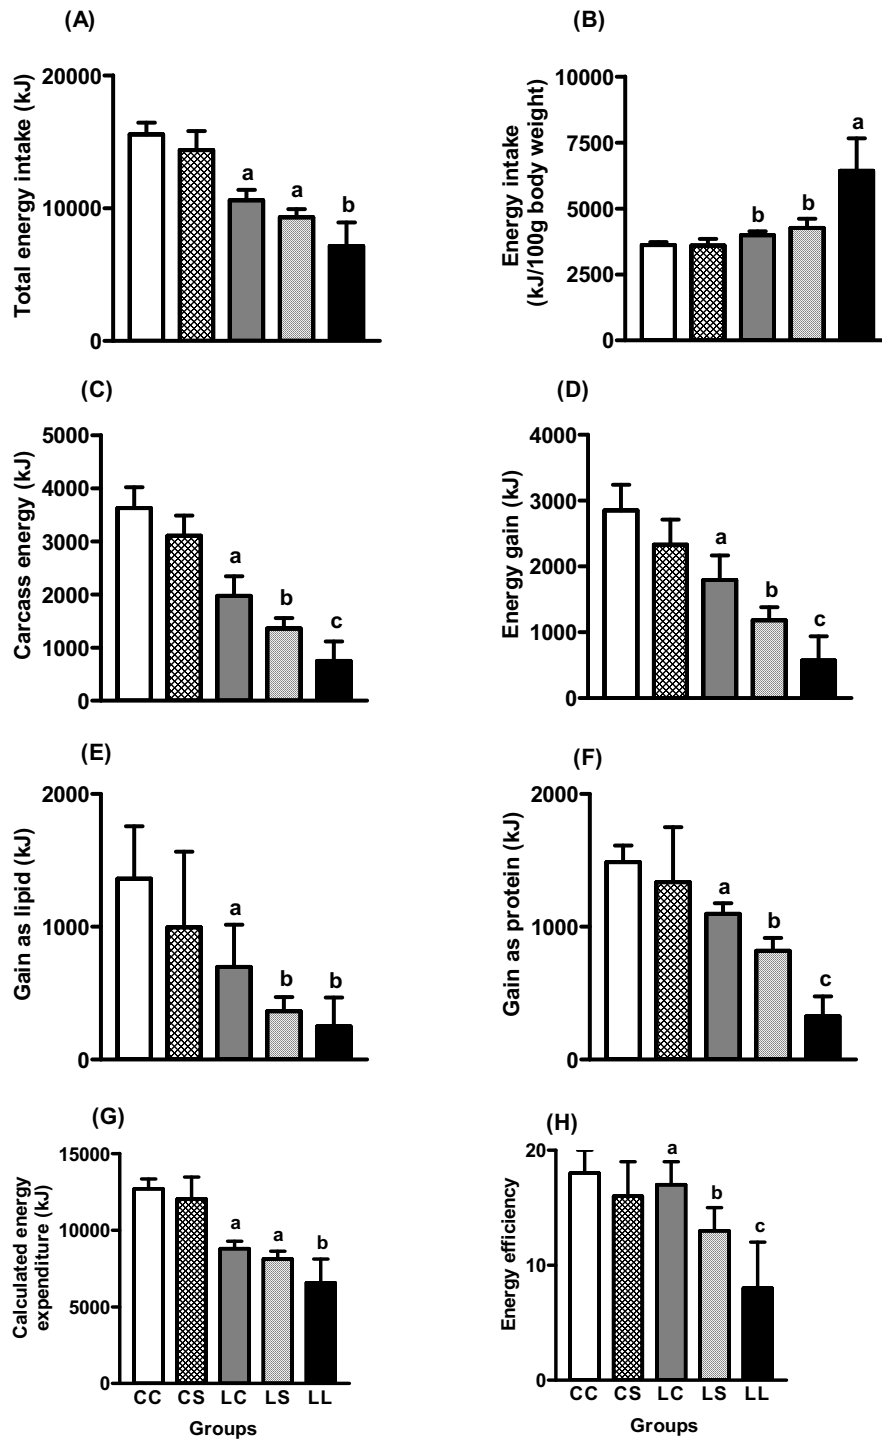 (A)
Total energy intake (kJ)
20000
10000
0
a
a
b
(B)
Energy intake
(kJ/100g body weight)
10000
7500
5000
2500
0
b
b
a
(C)
Carcass energy (kJ)
5000
4000
3000
2000
1000
0
a
b
c
(D)
Energy gain (kJ)
4000
3000
2000
1000
0
a
b
c
(E)
Gain as lipid (kJ)
2000
1000
0
a
b
b
(F)
Gain as protein (kJ)
2000
1000
0
a
b
c
(G)
Calculated energy
expenditure (kJ)
15000
10000
5000
0
a
a
b
CC CS LC LS LL
Groups
(H)
Energy efficiency
20
10
0
a
b
c
CC CS LC LS LL
Groups